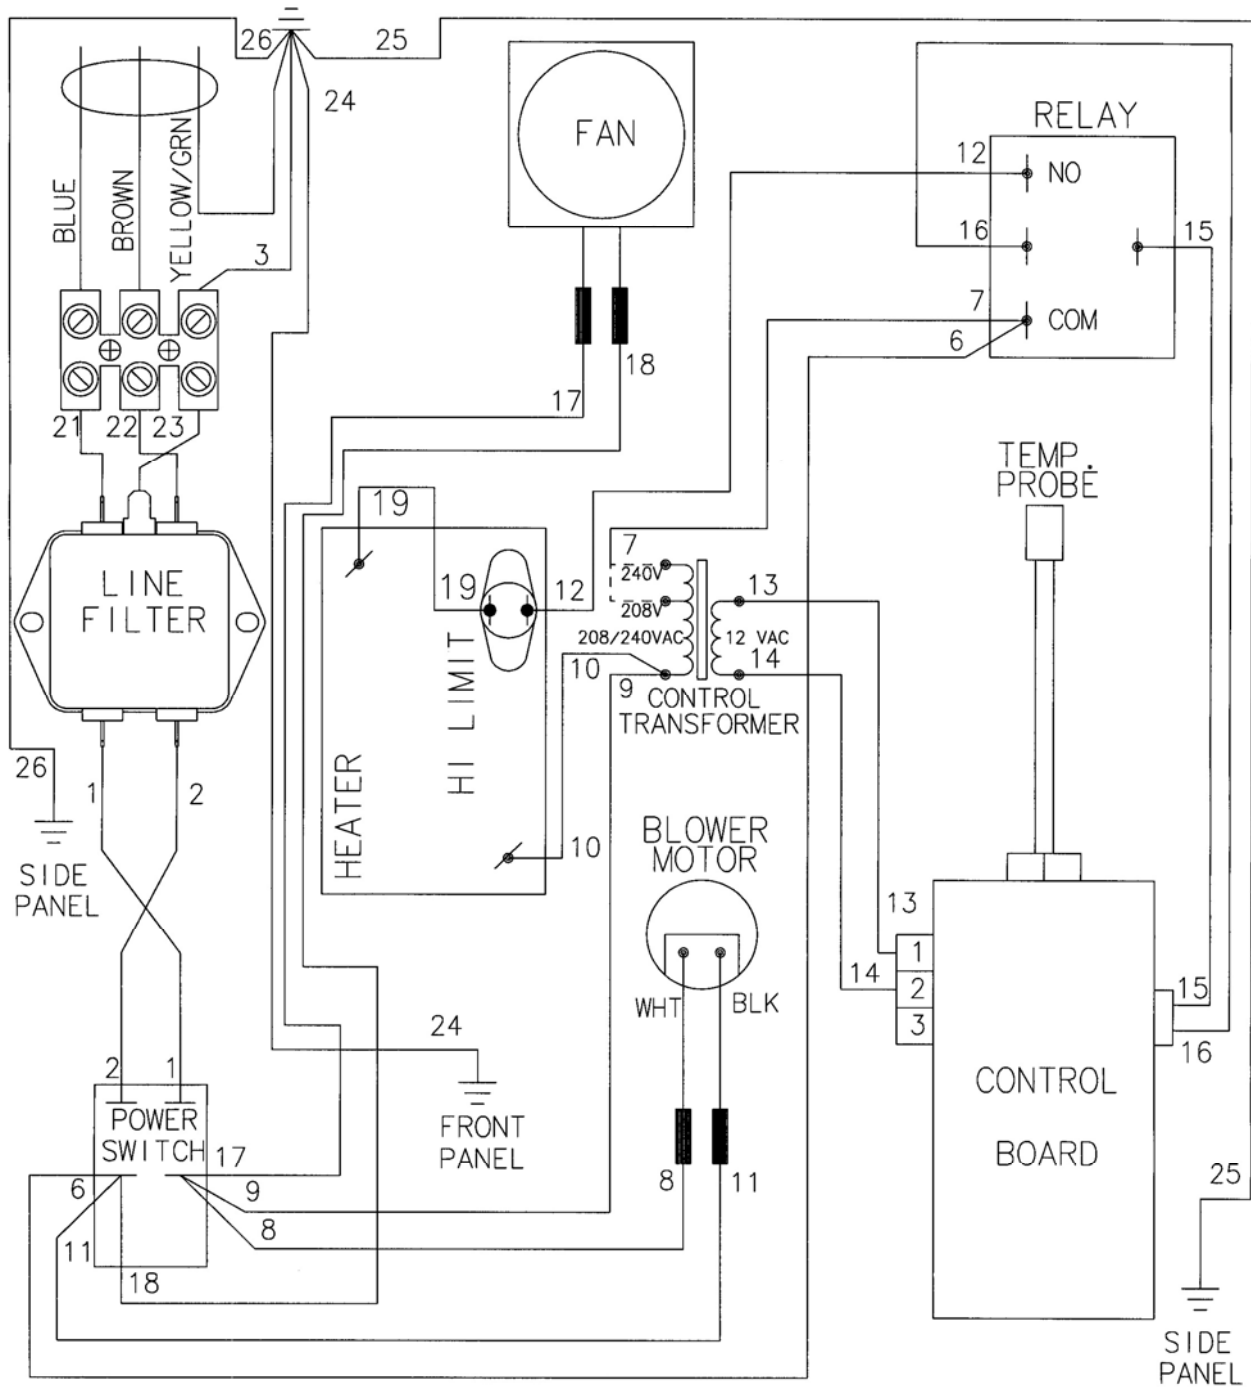 26
25
24
FAN
RELAY
12
NO
BLUE
BROWN
YELLOW/GRN
3
16
15
7
COM
6
18
17
21
22
23
TEMP.
PROBE
19
LINE
FILTER
7
240V
19
12
13
208V
208/240VAC
12 VAC
10
14
9
CONTROL
TRANSFORMER
HI LIMIT
HEATER
26
1
2
SIDE
PANEL
10
BLOWER
MOTOR
13
1
14
2
3
WHT
BLK
15
16
24
2
1
CONTROL
BOARD
POWER
SWITCH
FRONT
PANEL
17
6
9
8
11
25
8
11
18
SIDE
PANEL